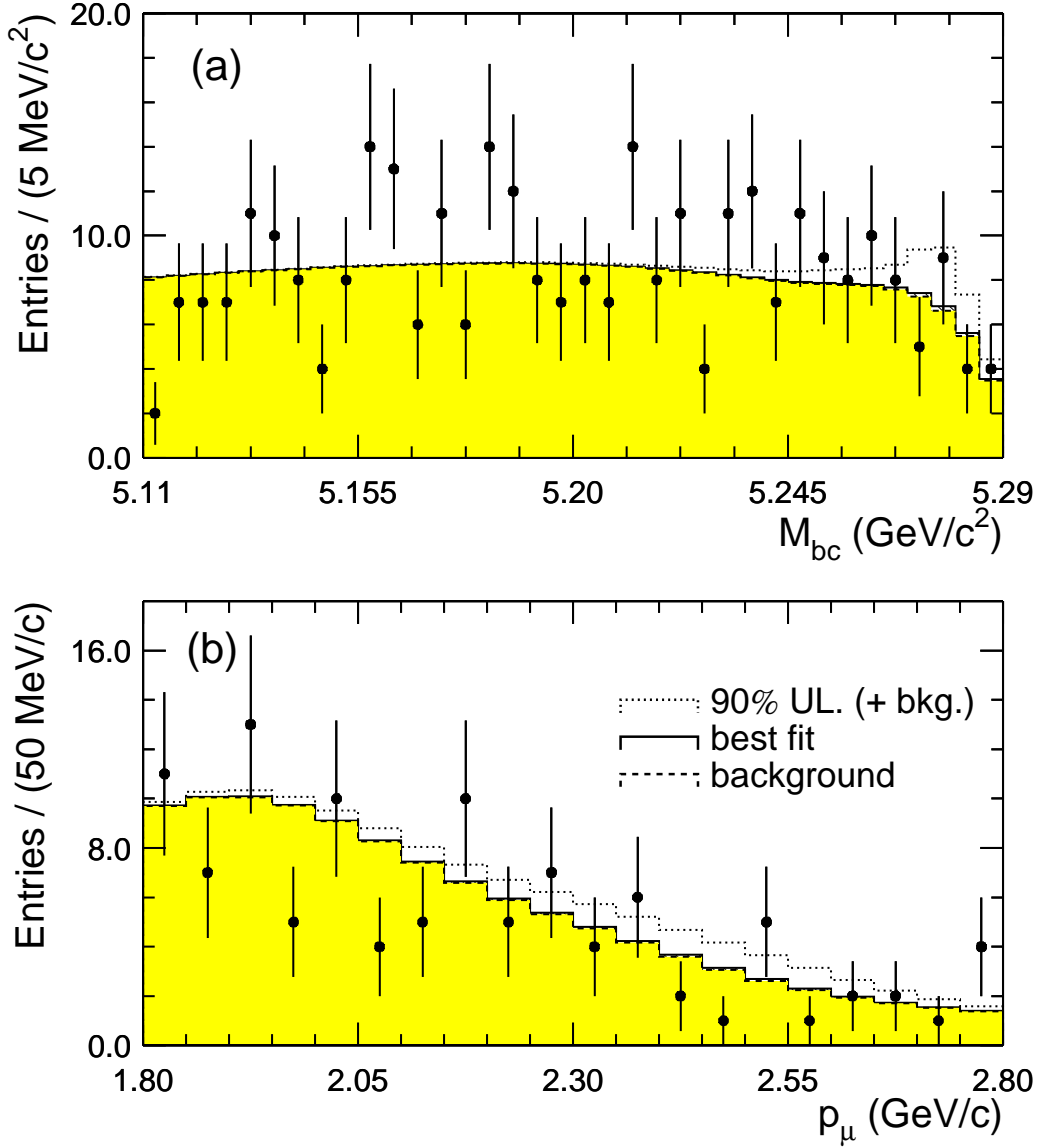 (a)
Entries / (5 MeV/c²)
20.0
10.0
0.0
5.11 5.155 5.20 5.245 5.29
M_bc (GeV/c²)
(b)
Entries / (50 MeV/c)
16.0
8.0
0.0
90% UL. (+ bkg.)
best fit
background
1.80 2.05 2.30 2.55 2.80
p_μ (GeV/c)